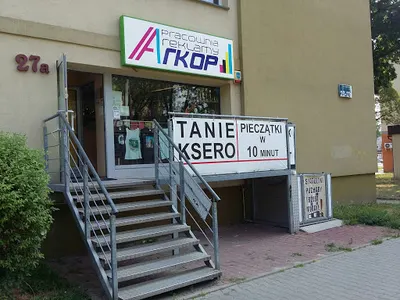 Pracownia
reklamy
ARKOP
27a
TANIE
KSERO
PIECZĄTKI
W
10 MINUT